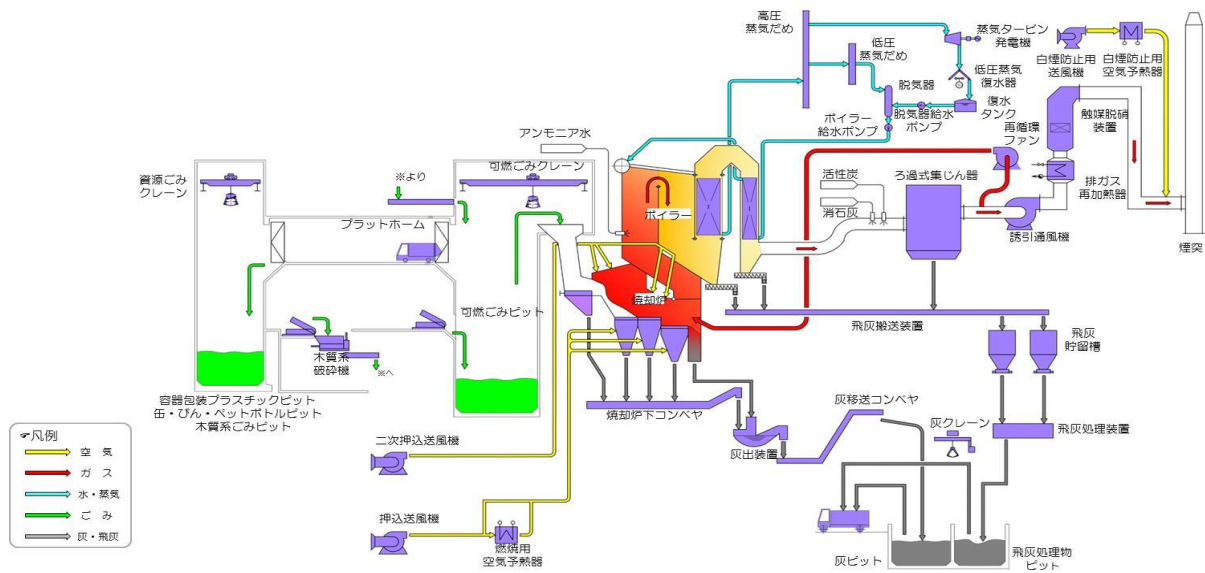 高圧
蒸気だめ
低圧
蒸気だめ
蒸気タービン
発電機
白煙防止用
送風機
白煙防止用
空気予熱器
低圧蒸気
復水器
脱気器
復水
タンク
脱気器給水
ポンプ
ボイラー
給水ポンプ
触媒脱硝
装置
アンモニア水
再循環
ファン
可燃ごみクレーン
資源ごみ
クレーン
※より
活性炭
ろ過式集じん器
排ガス
再加熱器
消石灰
ボイラー
プラットホーム
誘引通風機
煙突
焼却炉
可燃ごみピット
飛灰搬送装置
飛灰
貯留槽
木質系
破砕機
※へ
容器包装プラスチックピット
缶・びん・ペットボトルピット
木質系ごみピット
焼却炉下コンベヤ
灰移送コンベヤ
灰クレーン
飛灰処理装置
灰出装置
二次押込送風機
押込送風機
燃焼用
空気予熱器
灰ピット
飛灰処理物
ピット
☞凡例
空 気
ガ ス
水・蒸気
ご み
灰・飛灰